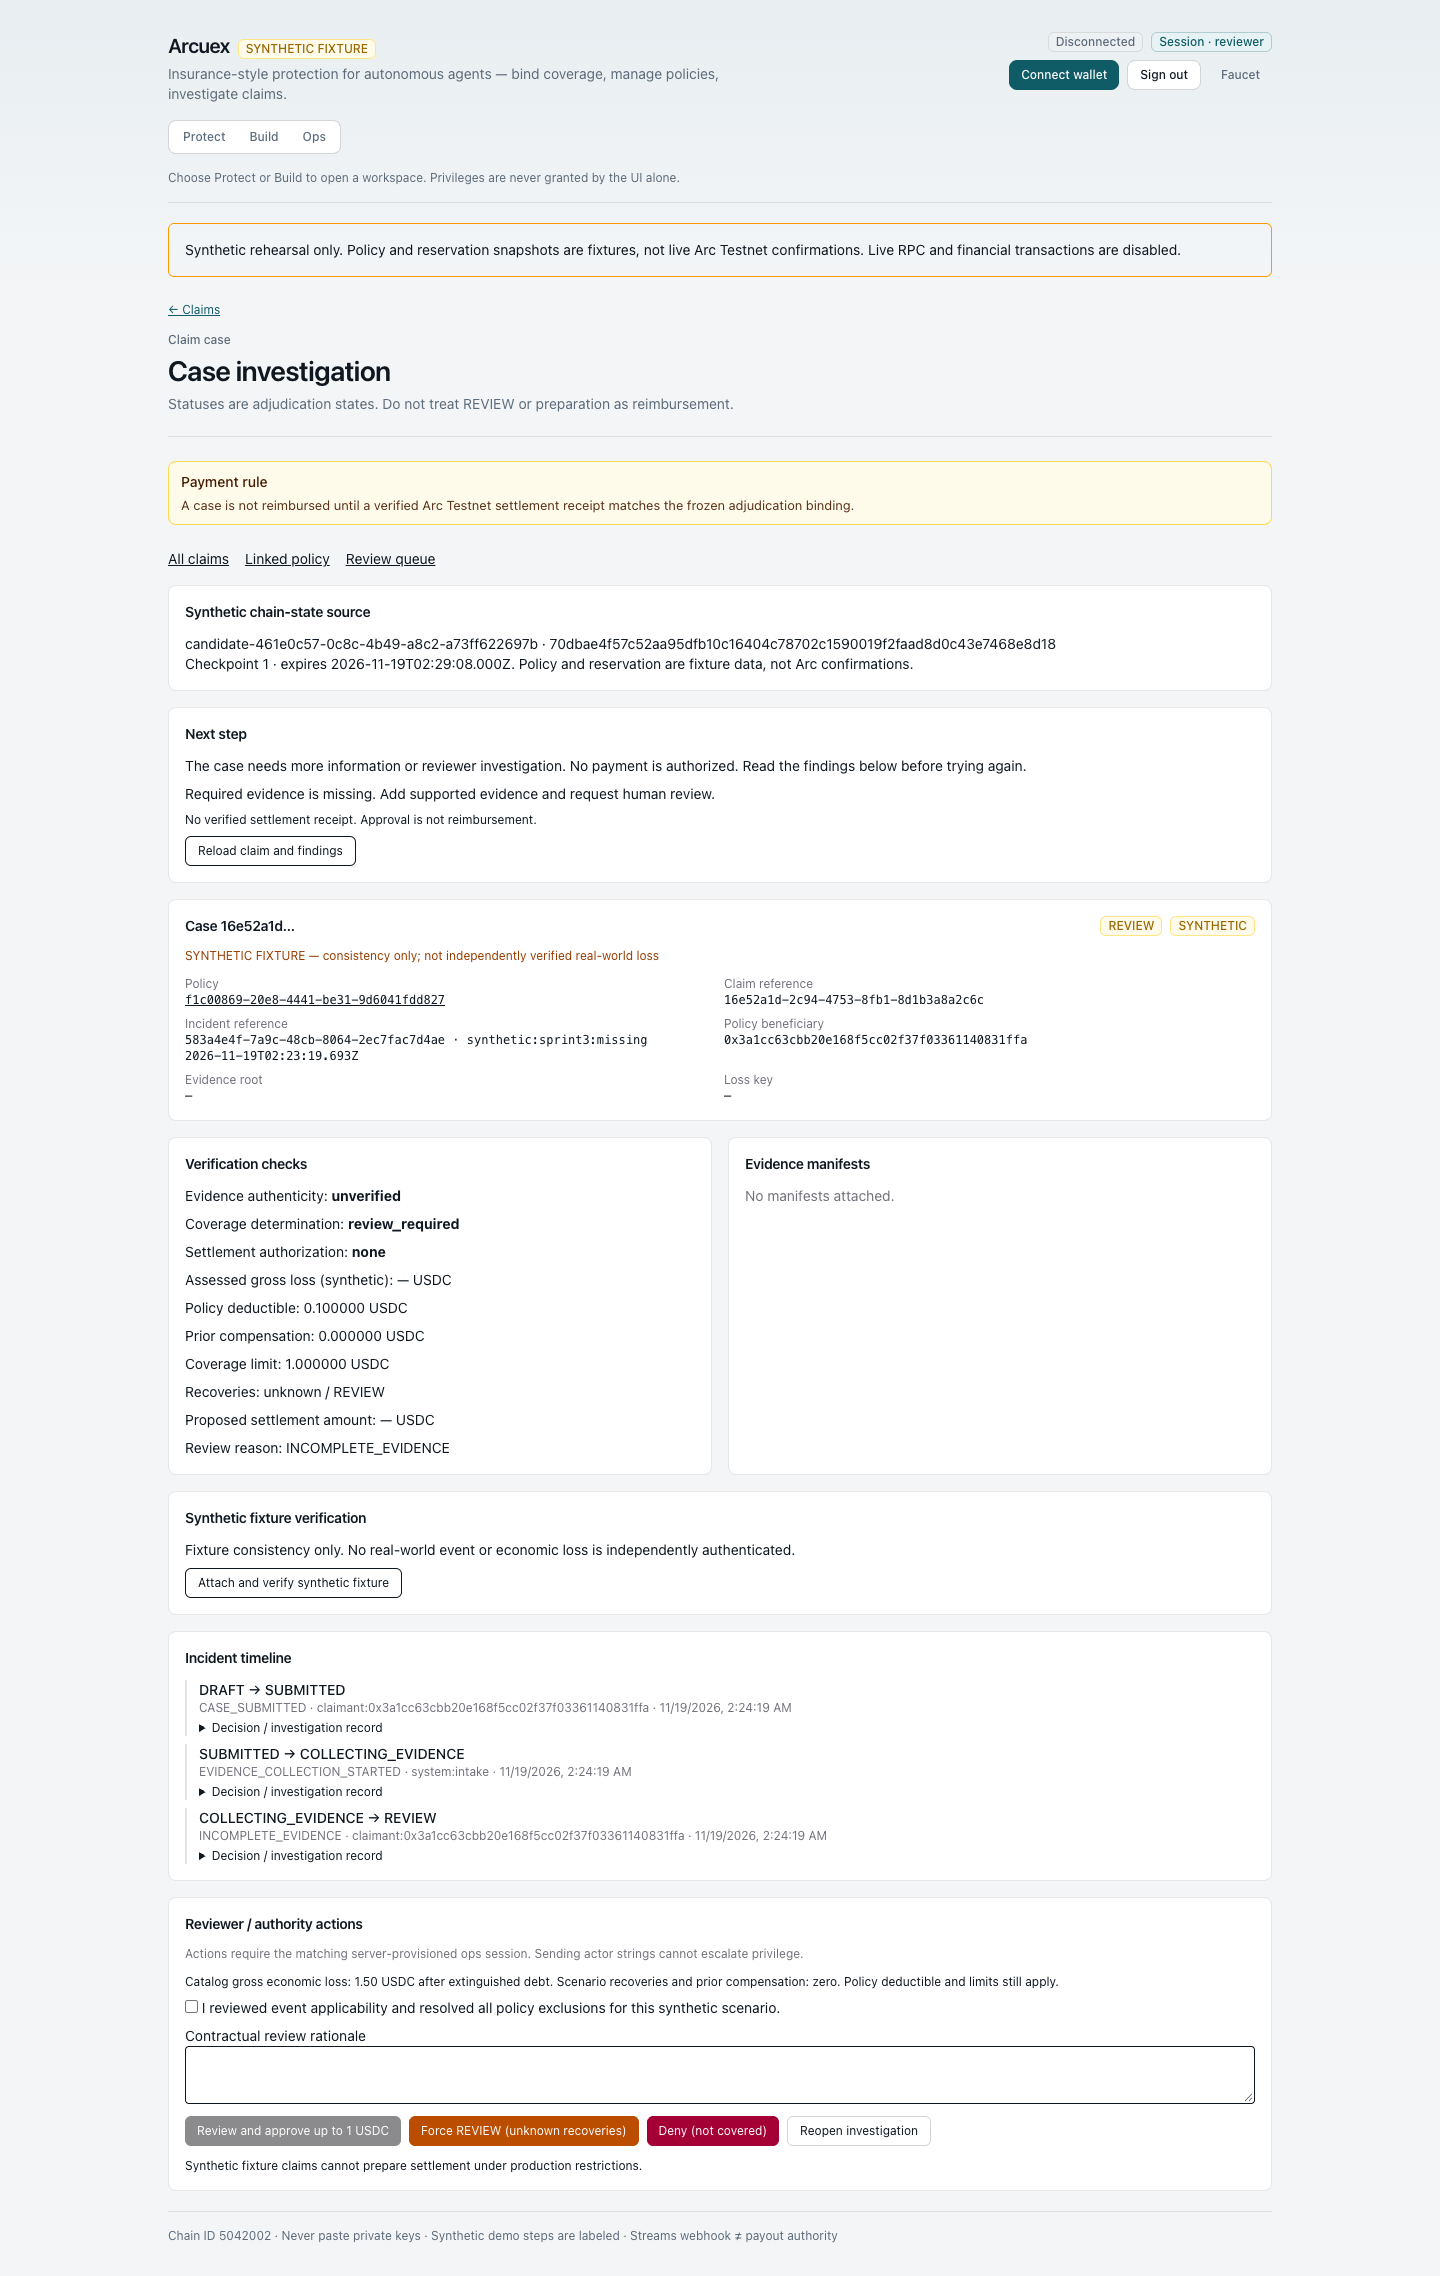 Arcuex SYNTHETIC FIXTURE
Disconnected Session · reviewer
Insurance-style protection for autonomous agents — bind coverage, manage policies,
investigate claims.
Connect wallet Sign out Faucet
Protect Build Ops
Choose Protect or Build to open a workspace. Privileges are never granted by the UI alone.
Synthetic rehearsal only. Policy and reservation snapshots are fixtures, not live Arc Testnet confirmations. Live RPC and financial transactions are disabled.
← Claims
Claim case
Case investigation
Statuses are adjudication states. Do not treat REVIEW or preparation as reimbursement.
Payment rule
A case is not reimbursed until a verified Arc Testnet settlement receipt matches the frozen adjudication binding.
All claims Linked policy Review queue
Synthetic chain-state source
candidate-461e0c57-0c8c-4b49-a8c2-a73ff622697b · 70dbae4f57c52aa95dfb10c16404c78702c1590019f2faad8d0c43e7468e8d18
Checkpoint 1 · expires 2026-11-19T02:29:08.000Z. Policy and reservation are fixture data, not Arc confirmations.
Next step
The case needs more information or reviewer investigation. No payment is authorized. Read the findings below before trying again.
Required evidence is missing. Add supported evidence and request human review.
No verified settlement receipt. Approval is not reimbursement.
Reload claim and findings
Case 16e52a1d... REVIEW SYNTHETIC
SYNTHETIC FIXTURE — consistency only; not independently verified real-world loss
Policy
f1c00869-20e8-4441-be31-9d6041fdd827
Claim reference
16e52a1d-2c94-4753-8fb1-8d1b3a8a2c6c
Incident reference
583a4e4f-7a9c-48cb-8064-2ec7fac7d4ae · synthetic:sprint3:missing
2026-11-19T02:23:19.693Z
Policy beneficiary
0x3a1cc63cbb20e168f5cc02f37f03361140831ffa
Evidence root
—
Loss key
—
Verification checks
Evidence authenticity: unverified
Coverage determination: review_required
Settlement authorization: none
Assessed gross loss (synthetic): — USDC
Policy deductible: 0.100000 USDC
Prior compensation: 0.000000 USDC
Coverage limit: 1.000000 USDC
Recoveries: unknown / REVIEW
Proposed settlement amount: — USDC
Review reason: INCOMPLETE_EVIDENCE
Evidence manifests
No manifests attached.
Synthetic fixture verification
Fixture consistency only. No real-world event or economic loss is independently authenticated.
Attach and verify synthetic fixture
Incident timeline
DRAFT → SUBMITTED
CASE_SUBMITTED · claimant:0x3a1cc63cbb20e168f5cc02f37f03361140831ffa · 11/19/2026, 2:24:19 AM
▶ Decision / investigation record
SUBMITTED → COLLECTING_EVIDENCE
EVIDENCE_COLLECTION_STARTED · system:intake · 11/19/2026, 2:24:19 AM
▶ Decision / investigation record
COLLECTING_EVIDENCE → REVIEW
INCOMPLETE_EVIDENCE · claimant:0x3a1cc63cbb20e168f5cc02f37f03361140831ffa · 11/19/2026, 2:24:19 AM
▶ Decision / investigation record
Reviewer / authority actions
Actions require the matching server-provisioned ops session. Sending actor strings cannot escalate privilege.
Catalog gross economic loss: 1.50 USDC after extinguished debt. Scenario recoveries and prior compensation: zero. Policy deductible and limits still apply.
I reviewed event applicability and resolved all policy exclusions for this synthetic scenario.
Contractual review rationale
Review and approve up to 1 USDC Force REVIEW (unknown recoveries) Deny (not covered) Reopen investigation
Synthetic fixture claims cannot prepare settlement under production restrictions.
Chain ID 5042002 · Never paste private keys · Synthetic demo steps are labeled · Streams webhook ≠ payout authority